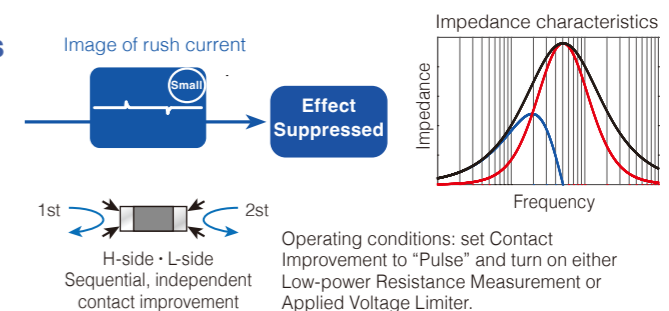 s
Image of rush current
Small
Effect
Suppressed
Impedance characteristics
Impedance
Frequency
1st
2nd
H-side・L-side
Sequential, independent
contact improvement
Operating conditions: set Contact
Improvement to “Pulse” and turn on either
Low-power Resistance Measurement or
Applied Voltage Limiter.